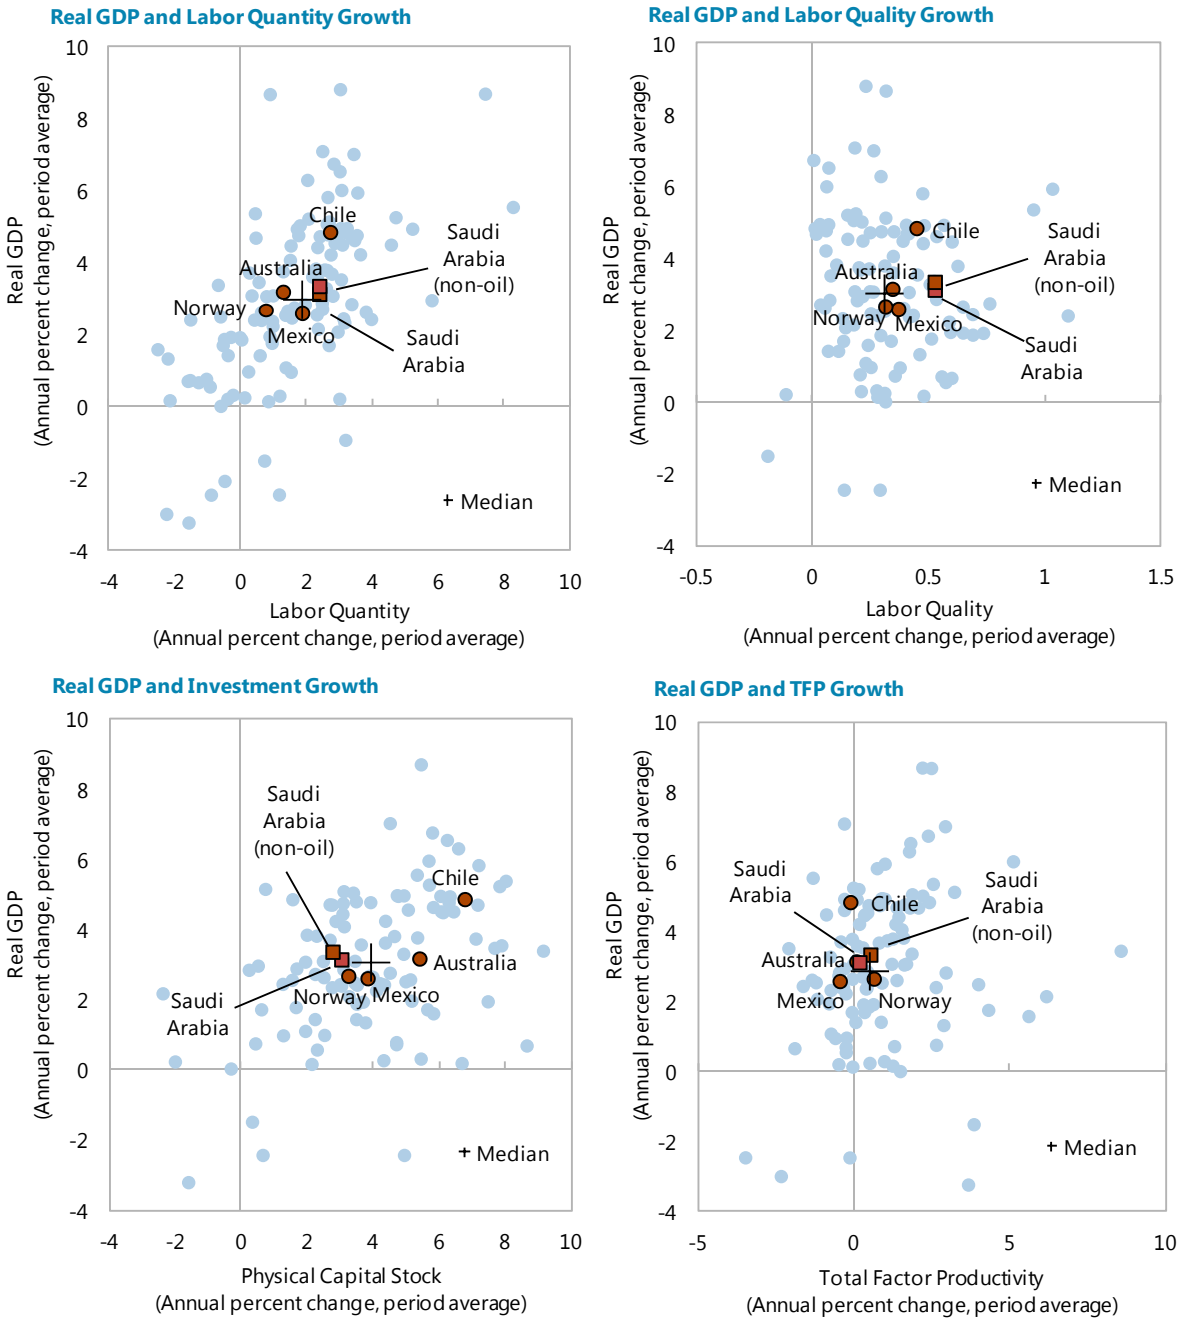 Real GDP and Labor Quantity Growth
Real GDP
(Annual percent change, period average)
10
8
6
4
2
0
-2
-4
Chile
Saudi
Arabia
(non-oil)
Australia
Norway
Mexico
Saudi
Arabia
Median
-4
-2
0
2
4
6
8
10
Labor Quantity
(Annual percent change, period average)
Real GDP and Labor Quality Growth
Real GDP
(Annual percent change, period average)
10
8
6
4
2
0
-2
-4
Chile
Saudi
Arabia
(non-oil)
Australia
Norway
Mexico
Saudi
Arabia
Median
-0.5
0
0.5
1
1.5
Labor Quality
(Annual percent change, period average)
Real GDP and Investment Growth
Real GDP
(Annual percent change, period average)
10
8
6
4
2
0
-2
-4
Saudi
Arabia
(non-oil)
Chile
Australia
Norway
Mexico
Saudi
Arabia
Median
-4
-2
0
2
4
6
8
10
Physical Capital Stock
(Annual percent change, period average)
Real GDP and TFP Growth
Real GDP
(Annual percent change, period average)
10
8
6
4
2
0
-2
-4
Saudi
Arabia
Chile
Saudi
Arabia
(non-oil)
Australia
Mexico
Norway
Median
-5
0
5
10
Total Factor Productivity
(Annual percent change, period average)